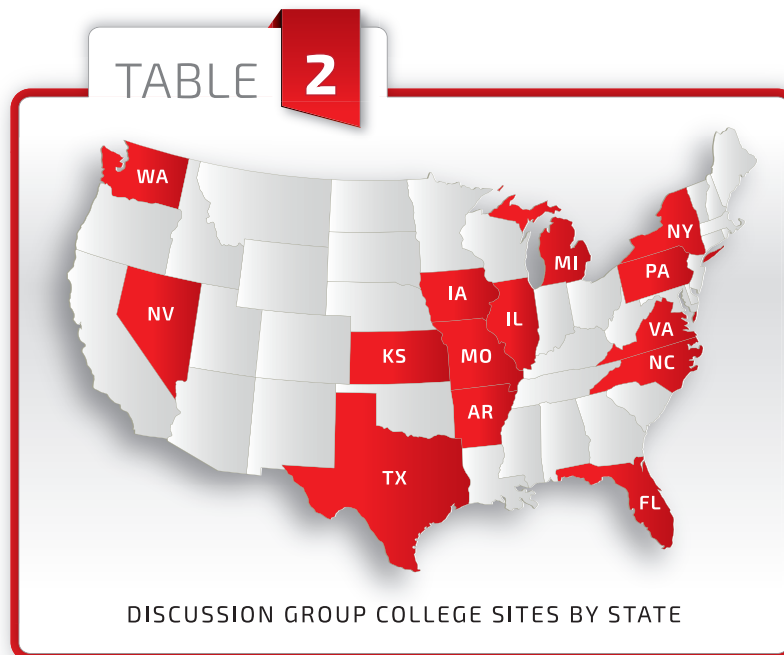 TABLE 2
WA
NY
MI
PA
IA
NV
IL
VA
KS
MO
NC
AR
TX
FL
DISCUSSION GROUP COLLEGE SITES BY STATE